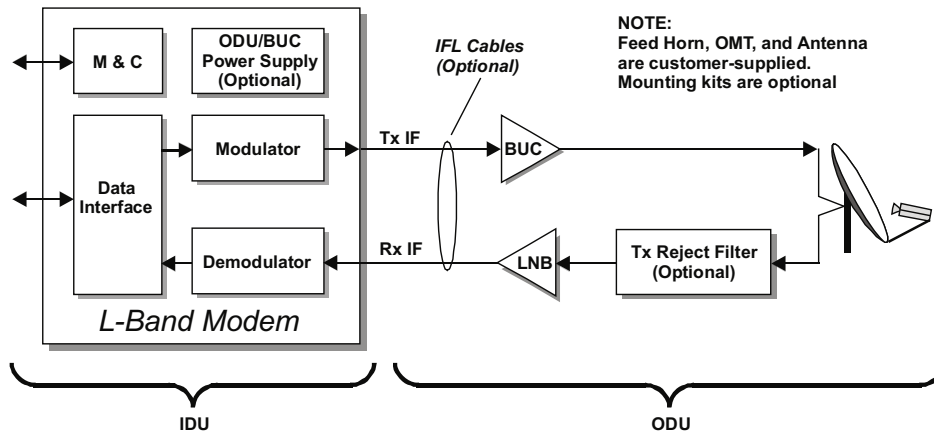 M & C
ODU/BUC
Power Supply
(Optional)
IFL Cables
(Optional)
NOTE:
Feed Horn, OMT, and Antenna
are customer-supplied.
Mounting kits are optional
Data
Interface
Modulator
Tx IF
BUC
Demodulator
Rx IF
LNB
Tx Reject Filter
(Optional)
L-Band Modem
IDU
ODU